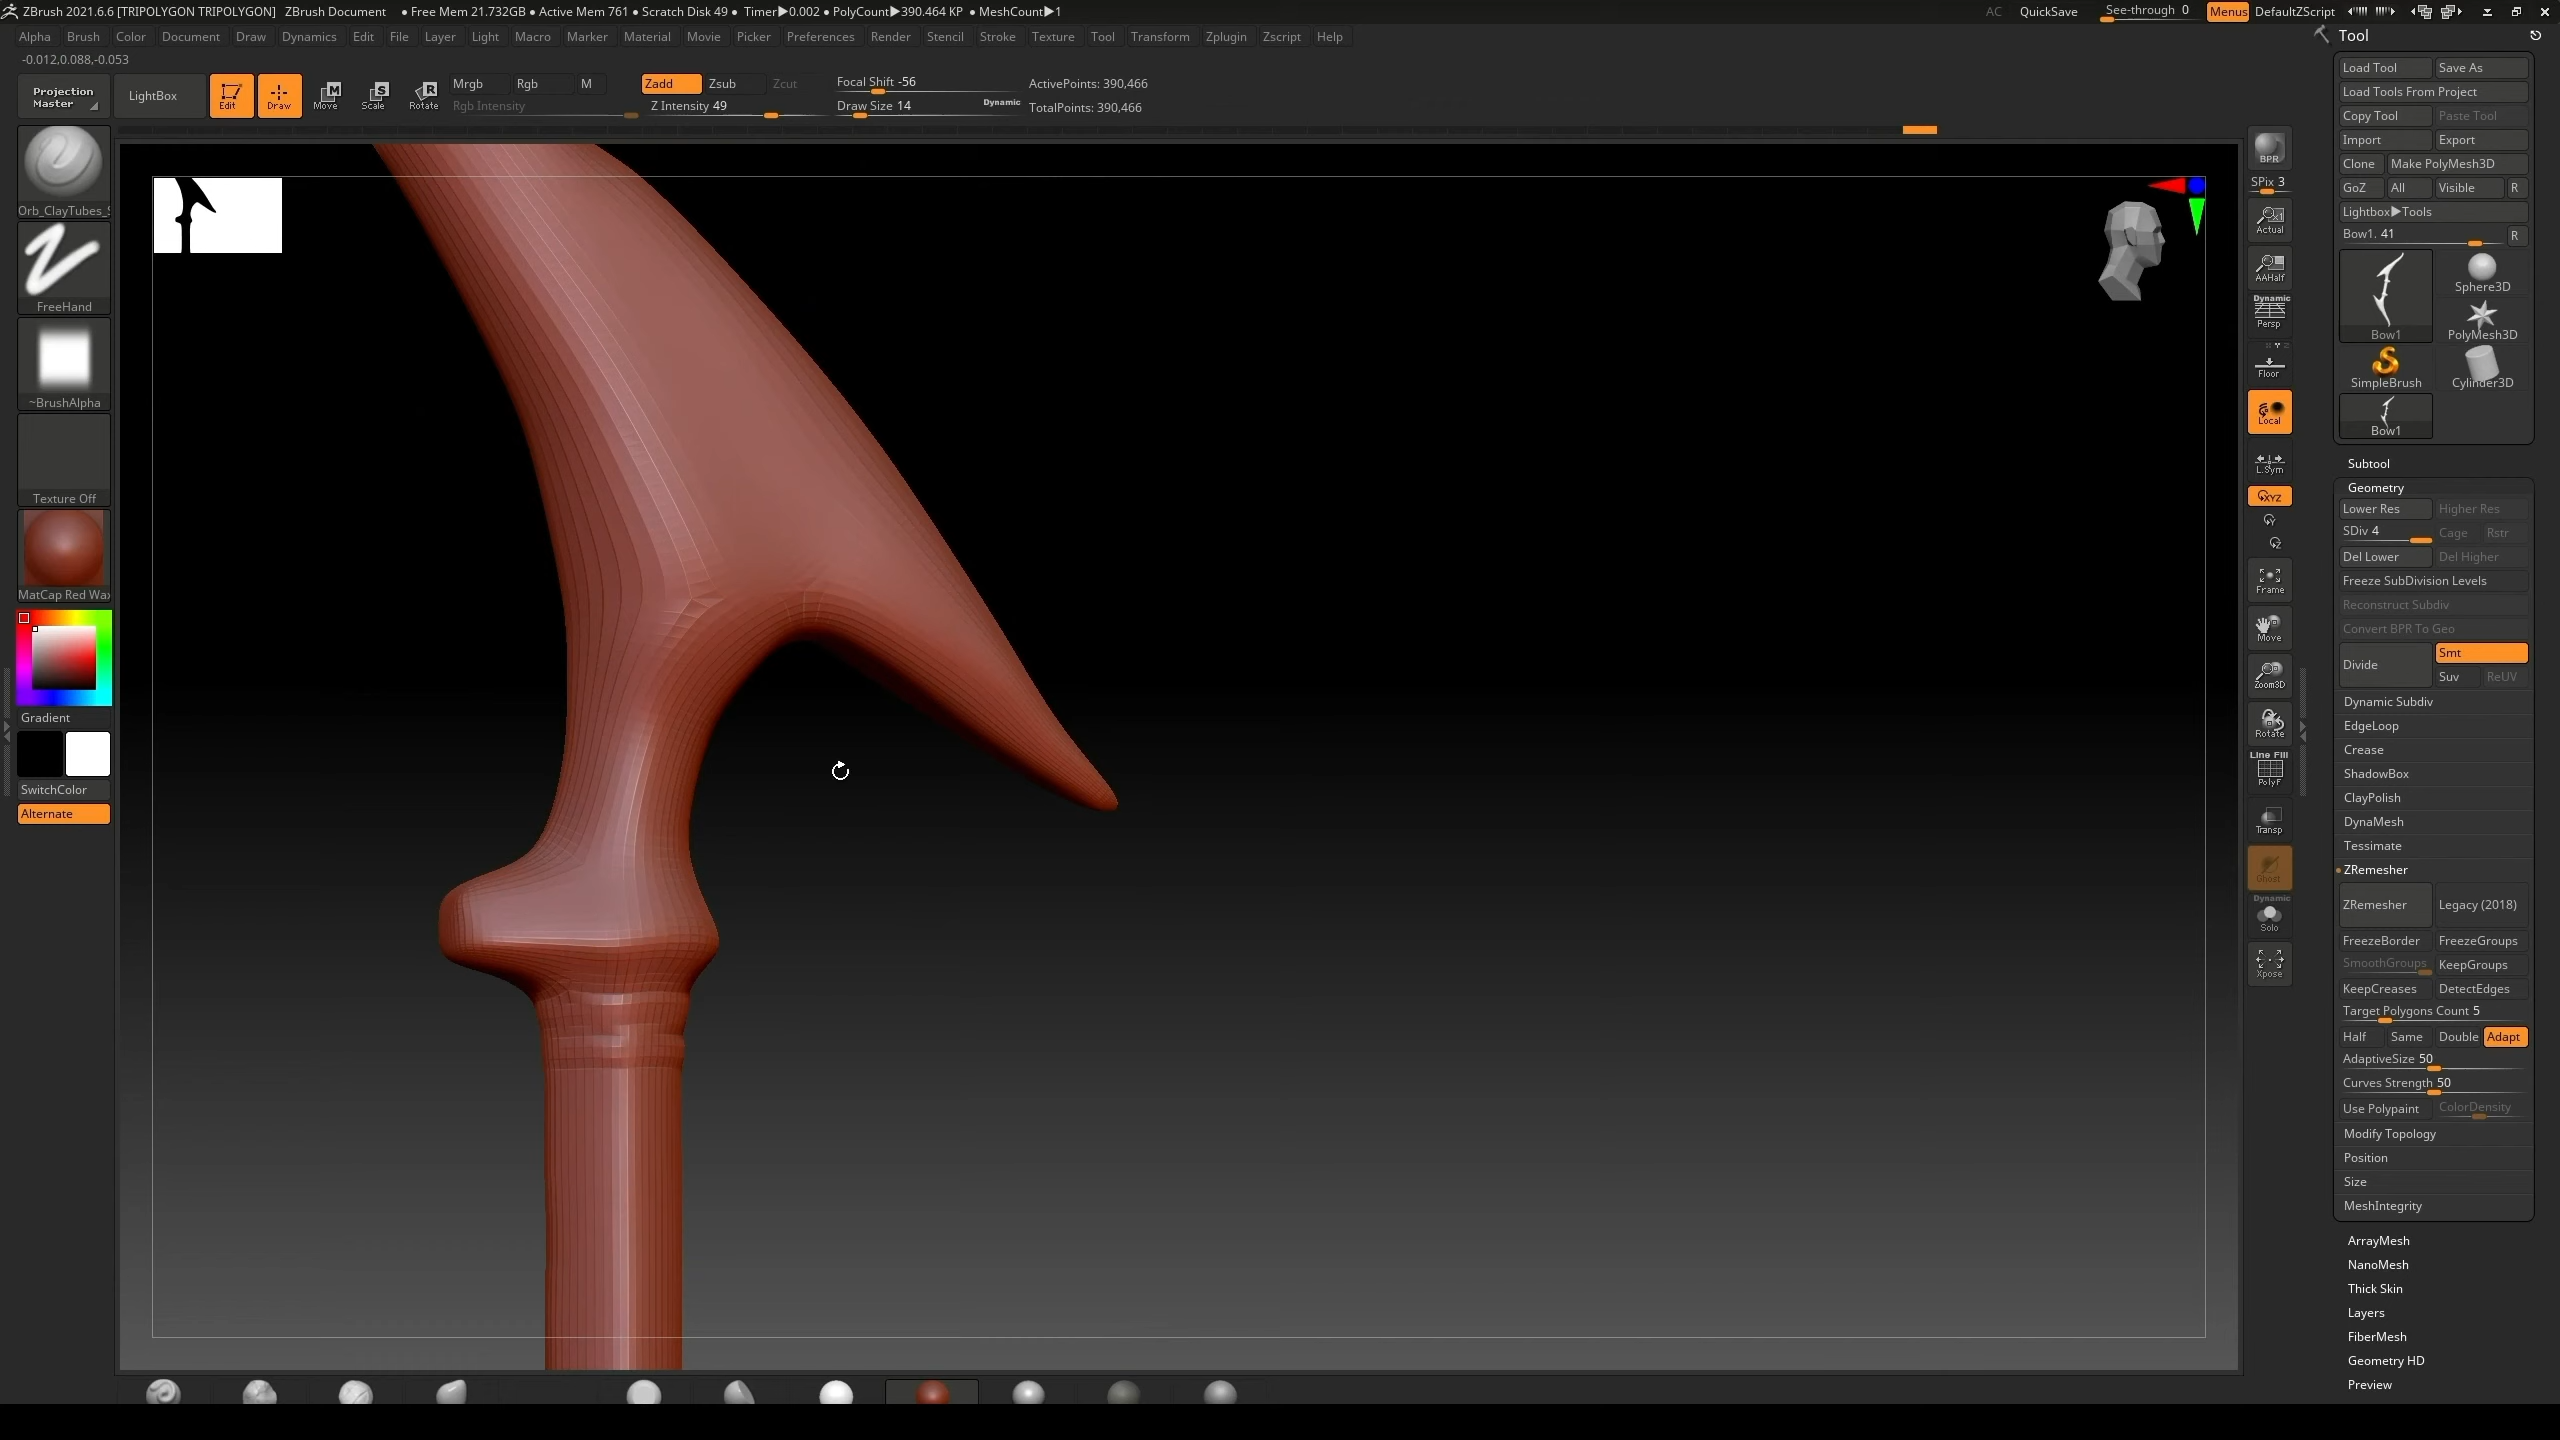 ZBrush 2021.6.6 [TRIPOLYGON TRIPOLYGON] ZBrush Document • Free Mem 21.732GB • Active Mem 761 • Scratch Disk 49 • Timer▶0.002 • PolyCount▶390.464 KP • MeshCount▶1 AC QuickSave See-through 0 Menus DefaultZScript
Alpha Brush Color Document Draw Dynamics Edit File Layer Light Macro Marker Material Movie Picker Preferences Render Stencil Stroke Texture Tool Transform Zplugin Zscript Help
-0.012,0.088,-0.053
Projection Master
LightBox
Edit
Draw
Move
Scale
Rotate
Mrgb Rgb M
Rgb Intensity
Zadd Zsub Zcut
Z Intensity 49
Focal Shift -56
Draw Size 14
Dynamic
ActivePoints: 390,466
TotalPoints: 390,466
Orb_ClayTubes_S
FreeHand
~BrushAlpha
Texture Off
MatCap Red Wax
Gradient
SwitchColor
Alternate
BPR
SPix 3
Actual
AAHalf
Dynamic
Persp
Floor
Local
L.Sym
XYZ
Y
Z
Frame
Move
Zoom3D
Rotate
Line Fill
PolyF
Transp
Ghost
Dynamic
Solo
Xpose
Tool
Load Tool Save As
Load Tools From Project
Copy Tool Paste Tool
Import Export
Clone Make PolyMesh3D
GoZ All Visible R
Lightbox▶Tools
Bow1. 41 R
Bow1
Sphere3D
PolyMesh3D
SimpleBrush
Cylinder3D
Bow1
Subtool
Geometry
Lower Res Higher Res
SDiv 4 Cage Rstr
Del Lower Del Higher
Freeze SubDivision Levels
Reconstruct Subdiv
Convert BPR To Geo
Divide Smt
Suv ReUV
Dynamic Subdiv
EdgeLoop
Crease
ShadowBox
ClayPolish
DynaMesh
Tessimate
ZRemesher
ZRemesher Legacy (2018)
FreezeBorder FreezeGroups
SmoothGroups KeepGroups
KeepCreases DetectEdges
Target Polygons Count 5
Half Same Double Adapt
AdaptiveSize 50
Curves Strength 50
Use Polypaint ColorDensity
Modify Topology
Position
Size
MeshIntegrity
ArrayMesh
NanoMesh
Thick Skin
Layers
FiberMesh
Geometry HD
Preview